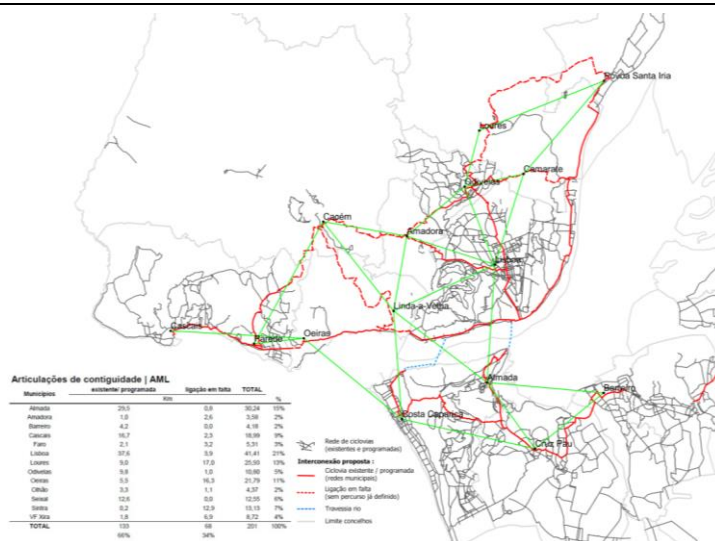 Póvoa Santa Iria
Loures
Camarate
Odivelas
Cacém
Amadora
Lisboa
Linda-a-Velha
Cascais
Parede
Oeiras
Almada
Barreiro
Costa Caparica
Cruz Pau
Articulações de contiguidade | AML
Municípios existente/ programada ligação em falta TOTAL
Km %
Almada 29,5 0,8 30,24 15%
Amadora 1,0 2,6 3,58 2%
Barreiro 4,2 0,0 4,18 2%
Cascais 16,7 2,3 18,99 9%
Faro 2,1 3,2 5,31 3%
Lisboa 37,6 3,9 41,41 21%
Loures 9,0 17,0 25,93 13%
Odivelas 9,6 1,0 10,60 5%
Oeiras 5,5 16,3 21,79 11%
Olhão 3,3 1,1 4,37 2%
Seixal 12,6 0,0 12,55 6%
Sintra 0,2 12,9 13,13 7%
VF Xira 1,8 6,9 8,72 4%
TOTAL 133 68 201 100%
66% 34%
Rede de ciclovias
(existentes e programadas)
Interconexão proposta :
Ciclovia existente / programada
(redes municipais)
Ligação em falta
(sem percurso já definido)
Travessia rio
Limite concelhos